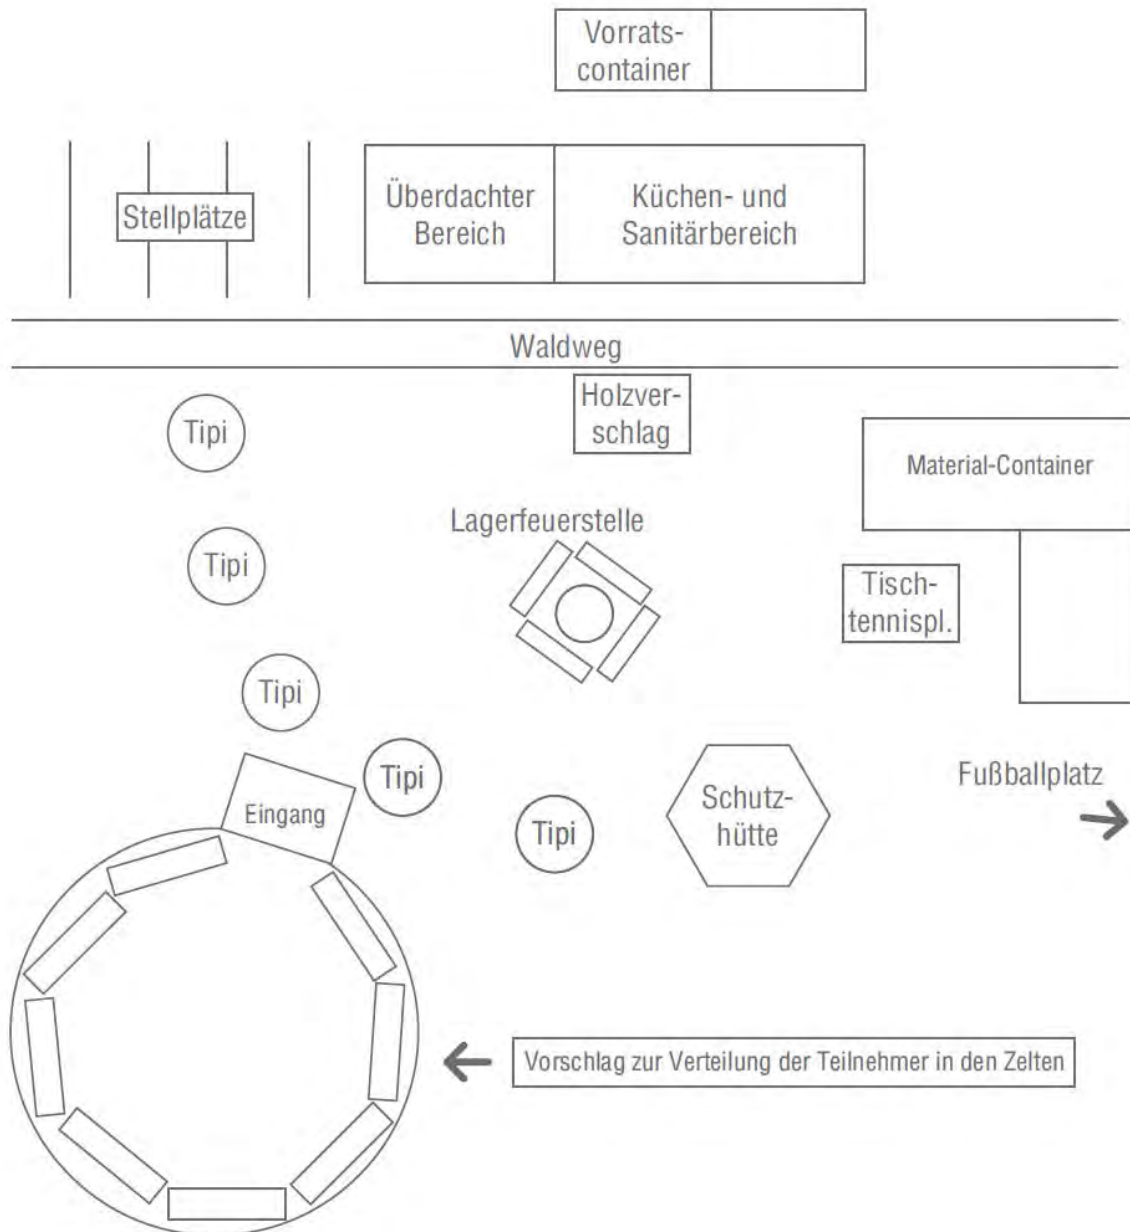 Vorrats-
container
Stellplätze
Überdachter
Bereich
Küchen- und
Sanitärbereich
Waldweg
Tipi
Holzver-
schlag
Material-Container
Lagerfeuerstelle
Tipi
Tisch-
tennispl.
Tipi
Tipi
Eingang
Tipi
Schutz-
hütte
Fußballplatz
Vorschlag zur Verteilung der Teilnehmer in den Zelten